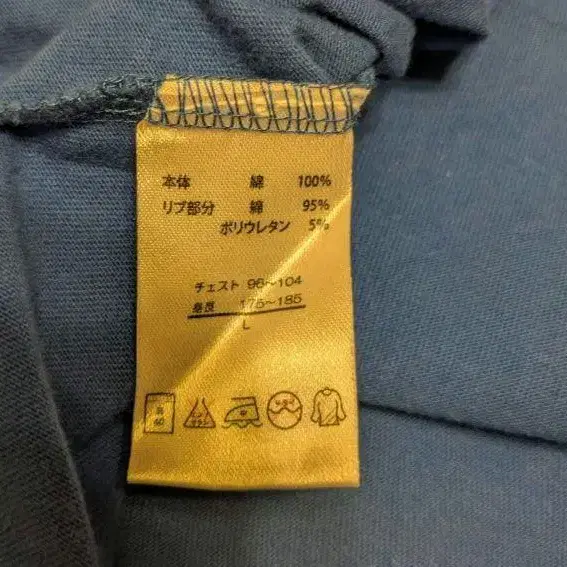 本体 綿 100%
リブ部分 綿 95%
ポリウレタン 5%
チェスト 96~104
身長 175~185
L